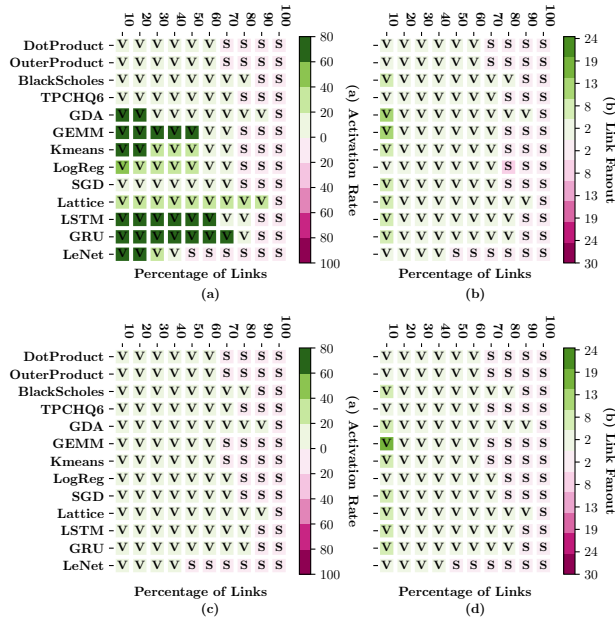 10 20 30 40 50 60 70 80 90 100
DotProduct V V V V V V S S S S
OuterProduct V V V V V V S S S S
BlackScholes V V V V V V V V S S
TPCHQ6 V V V V V V V S S S
GDA V V V V V V V V V S
GEMM V V V V V V V S S S
Kmeans V V V V V V V S S S
LogReg V V V V V V V S S S
SGD V V V V V V V S S S
Lattice V V V V V V V V V S
LSTM V V V V V V V V S S
GRU V V V V V V V V S S
LeNet V V V V S S S S S S
Percentage of Links
(a)
80
60
40
20
0
20
40
60
80
100
(a) Activation Rate
10 20 30 40 50 60 70 80 90 100
V V V V V V S S S S
V V V V V V S S S S
V V V V V V V V S S
V V V V V V V S S S
V V V V V V V V V S
V V V V V V V S S S
V V V V V V V S S S
V V V V V V V S S S
V V V V V V V S S S
V V V V V V V V V S
V V V V V V V V S S
V V V V V V V V S S
V V V V S S S S S S
Percentage of Links
(b)
24
19
13
8
2
2
8
13
19
24
30
(b) Link Fanout
10 20 30 40 50 60 70 80 90 100
DotProduct V V V V V V S S S S
OuterProduct V V V V V V S S S S
BlackScholes V V V V V V V V S S
TPCHQ6 V V V V V V V S S S
GDA V V V V V V V V V S
GEMM V V V V V V S S S S
Kmeans V V V V V V S S S S
LogReg V V V V V V V S S S
SGD V V V V V V V S S S
Lattice V V V V V V V V V S
LSTM V V V V V V V V S S
GRU V V V V V V V V S S
LeNet V V V V S S S S S S
Percentage of Links
(c)
80
60
40
20
0
20
40
60
80
100
(a) Activation Rate
10 20 30 40 50 60 70 80 90 100
V V V V V V S S S S
V V V V V V S S S S
V V V V V V V V S S
V V V V V V V S S S
V V V V V V V V V S
V V V V V V S S S S
V V V V V V S S S S
V V V V V V V S S S
V V V V V V V S S S
V V V V V V V V V S
V V V V V V V V S S
V V V V V V V V S S
V V V V S S S S S S
Percentage of Links
(d)
24
19
13
8
2
2
8
13
19
24
30
(b) Link Fanout